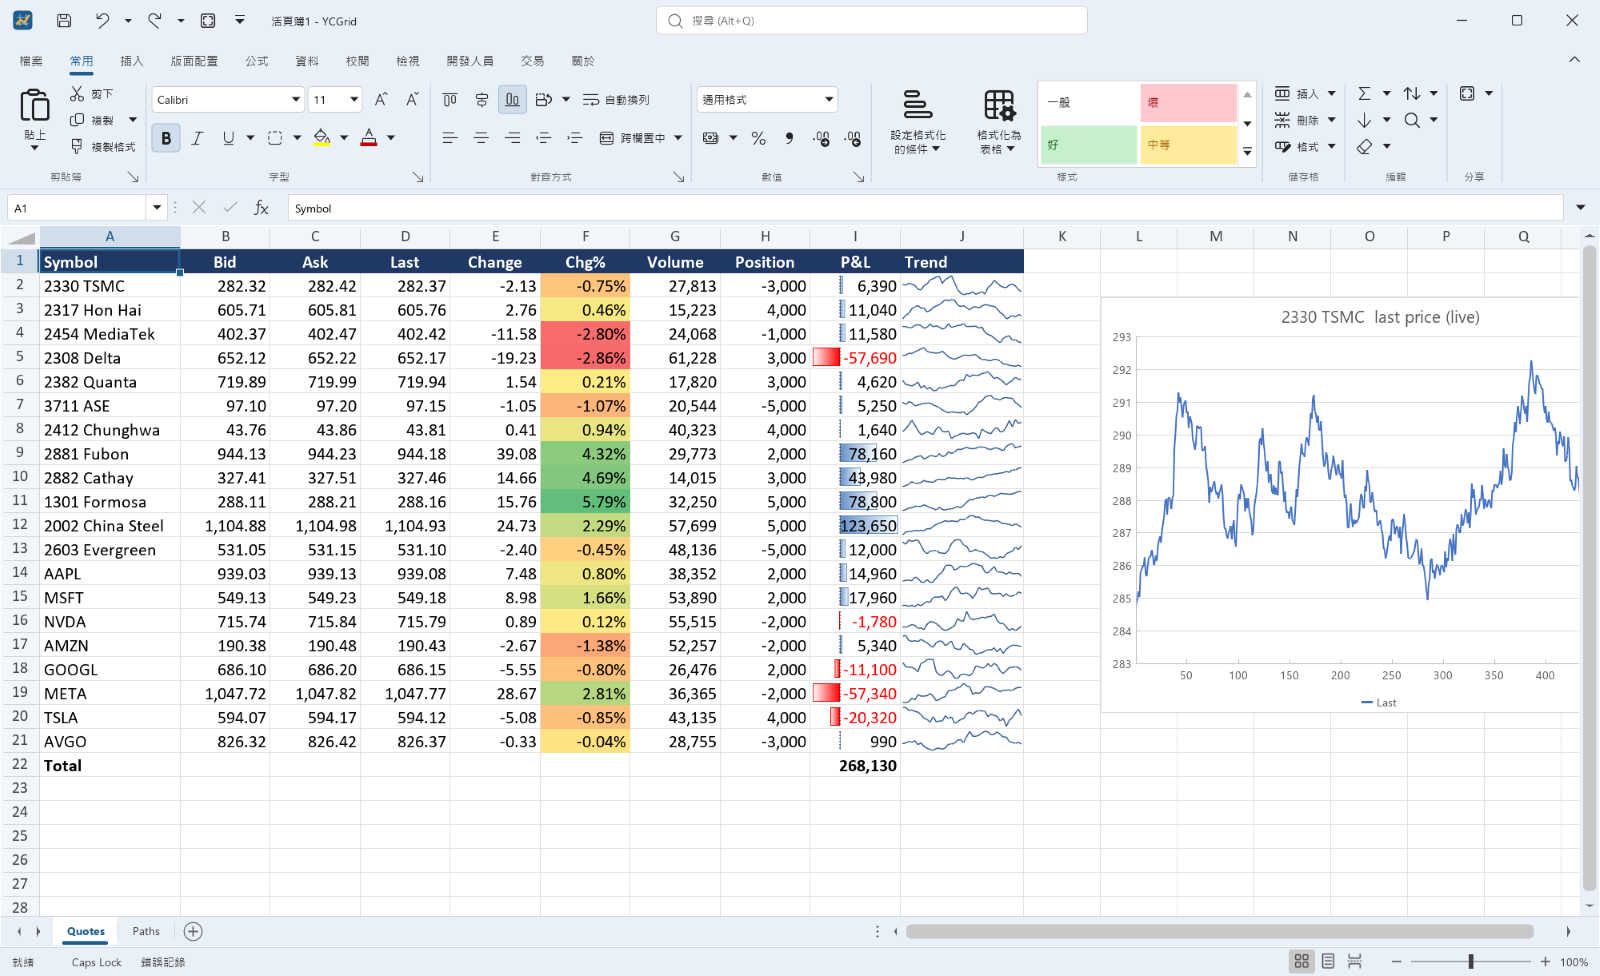 活頁簿1 - YCGrid
搜尋 (Alt+Q)
檔案 常用 插入 版面配置 公式 資料 校閱 檢視 開發人員 交易 關於
貼上 剪下 複製 複製格式 剪貼簿
Calibri 11 B I U A 字型
自動換列 跨欄置中 對齊方式
通用格式 % 數值
設定格式化的條件 格式化為表格
一般 壞 好 中等 樣式
插入 刪除 格式 儲存格
編輯 分享
A1 fx Symbol
A B C D E F G H I J K L M N O P Q
1 Symbol Bid Ask Last Change Chg% Volume Position P&L Trend
2 2330 TSMC 282.32 282.42 282.37 -2.13 -0.75% 27,813 -3,000 6,390
3 2317 Hon Hai 605.71 605.81 605.76 2.76 0.46% 15,223 4,000 11,040
4 2454 MediaTek 402.37 402.47 402.42 -11.58 -2.80% 24,068 -1,000 11,580
5 2308 Delta 652.12 652.22 652.17 -19.23 -2.86% 61,228 3,000 -57,690
6 2382 Quanta 719.89 719.99 719.94 1.54 0.21% 17,820 3,000 4,620
7 3711 ASE 97.10 97.20 97.15 -1.05 -1.07% 20,544 -5,000 5,250
8 2412 Chunghwa 43.76 43.86 43.81 0.41 0.94% 40,323 4,000 1,640
9 2881 Fubon 944.13 944.23 944.18 39.08 4.32% 29,773 2,000 78,160
10 2882 Cathay 327.41 327.51 327.46 14.66 4.69% 14,015 3,000 43,980
11 1301 Formosa 288.11 288.21 288.16 15.76 5.79% 32,250 5,000 78,800
12 2002 China Steel 1,104.88 1,104.98 1,104.93 24.73 2.29% 57,699 5,000 123,650
13 2603 Evergreen 531.05 531.15 531.10 -2.40 -0.45% 48,136 -5,000 12,000
14 AAPL 939.03 939.13 939.08 7.48 0.80% 38,352 2,000 14,960
15 MSFT 549.13 549.23 549.18 8.98 1.66% 53,890 2,000 17,960
16 NVDA 715.74 715.84 715.79 0.89 0.12% 55,515 -2,000 -1,780
17 AMZN 190.38 190.48 190.43 -2.67 -1.38% 52,257 -2,000 5,340
18 GOOGL 686.10 686.20 686.15 -5.55 -0.80% 26,476 2,000 -11,100
19 META 1,047.72 1,047.82 1,047.77 28.67 2.81% 36,365 -2,000 -57,340
20 TSLA 594.07 594.17 594.12 -5.08 -0.85% 43,135 4,000 -20,320
21 AVGO 826.32 826.42 826.37 -0.33 -0.04% 28,755 -3,000 990
22 Total 268,130
23
24
25
26
27
28
2330 TSMC last price (live)
293
292
291
290
289
288
287
286
285
284
283
50 100 150 200 250 300 350 400
Last
Quotes Paths
就緒 Caps Lock 錯誤記錄 100%